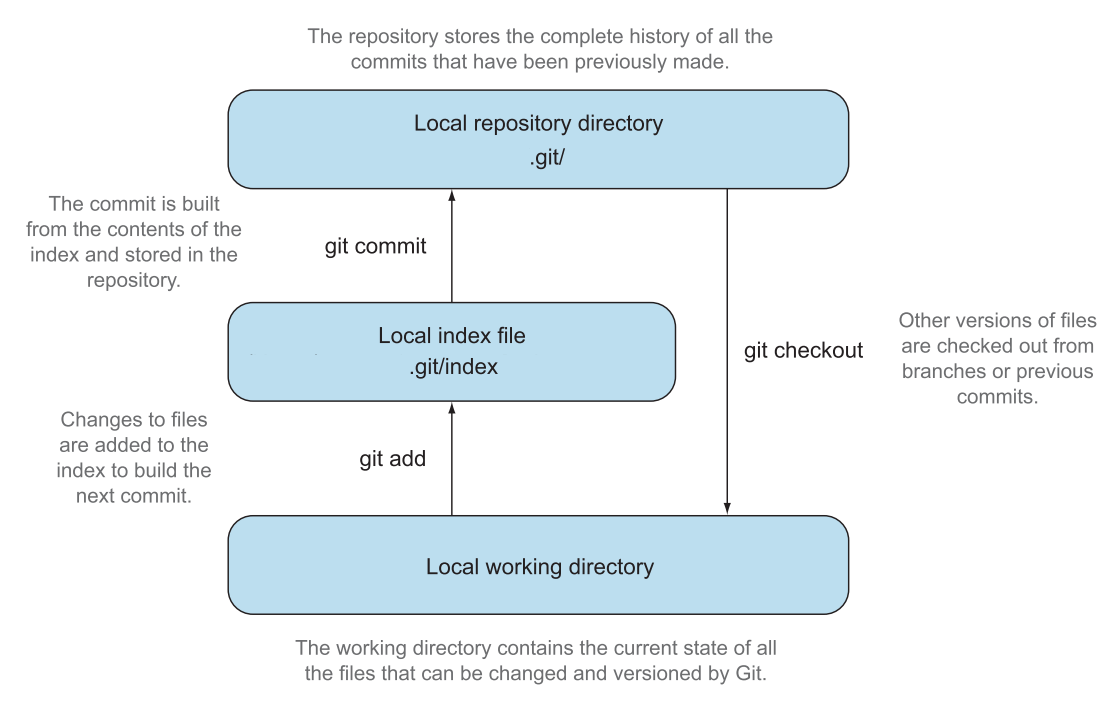 The repository stores the complete history of all the
commits that have been previously made.
Local repository directory
.git/
The commit is built
from the contents of the
index and stored in the
repository.
git commit
Local index file
.git/index
git checkout
Other versions of files
are checked out from
branches or previous
commits.
Changes to files
are added to the
index to build the
next commit.
git add
Local working directory
The working directory contains the current state of all
the files that can be changed and versioned by Git.